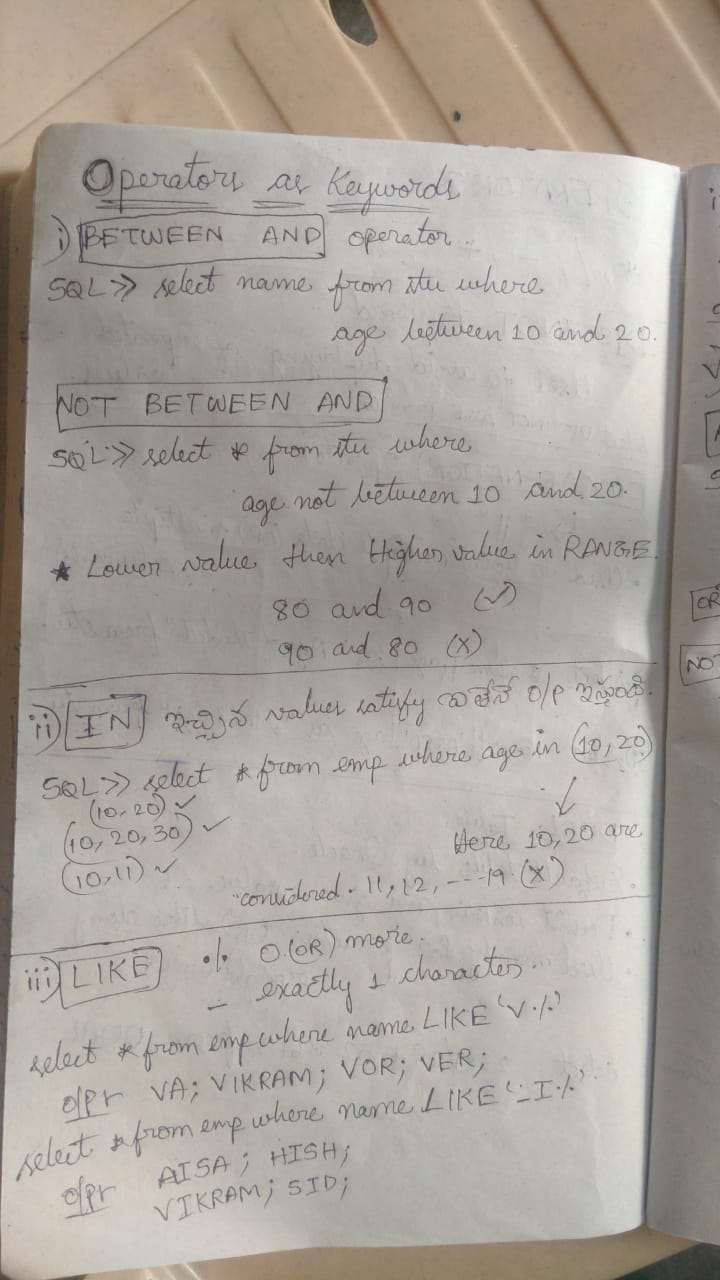 Operators as Keywords
i) BETWEEN AND operator.
SQL>> select name from stu where
age between 10 and 20.
NOT BETWEEN AND
SQL>> select * from stu where
age not between 10 and 20.
* Lower value then Higher value in RANGE.
80 and 90 (✓)
90 and 80 (X)
ii) IN ఇచ్చిన values satisfy అయితేనే O/P ఇస్తుంది.
SQL>> select * from emp where age in (10,20)
(10,20) ✓
(10,20,30) ✓
(10,11) ✓
↓
Here 10,20 are
considered. 11, 12, ---19 (X)
iii) LIKE % 0 (OR) more.
_ exactly 1 character.
select * from emp where name LIKE 'V%'
o/pr VA; VIKRAM; VOR; VER;
select * from emp where name LIKE '_I%'
o/pr AISA; HISH;
VIKRAM; SID;
OR
NO